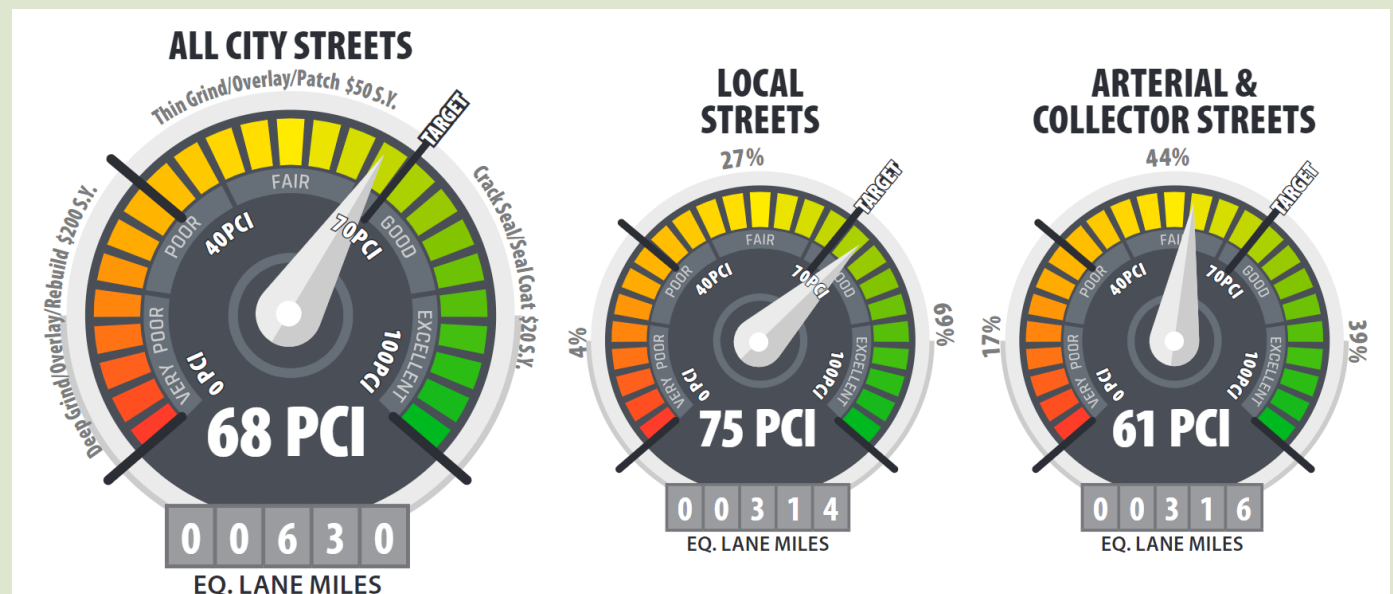 ALL CITY STREETS
Thin Grind/Overlay/Patch $50 S.Y.
Deep Grind/Overlay/Rebuild $200 S.Y.
Crack Seal/Seal Coat $20 S.Y.
TARGET
VERY POOR
POOR
FAIR
GOOD
EXCELLENT
0 PCI
40PCI
70PCI
100PCI
68 PCI
0 0 6 3 0
EQ. LANE MILES
LOCAL
STREETS
27%
4%
69%
TARGET
VERY POOR
POOR
FAIR
OOD
EXCELLENT
0 PCI
40PCI
70PCI
100PCI
75 PCI
0 0 3 1 4
EQ. LANE MILES
ARTERIAL &
COLLECTOR STREETS
44%
17%
39%
TARGET
VERY POOR
POOR
FAI
GOOD
EXCELLENT
0 PCI
40PCI
70PCI
100PCI
61 PCI
0 0 3 1 6
EQ. LANE MILES